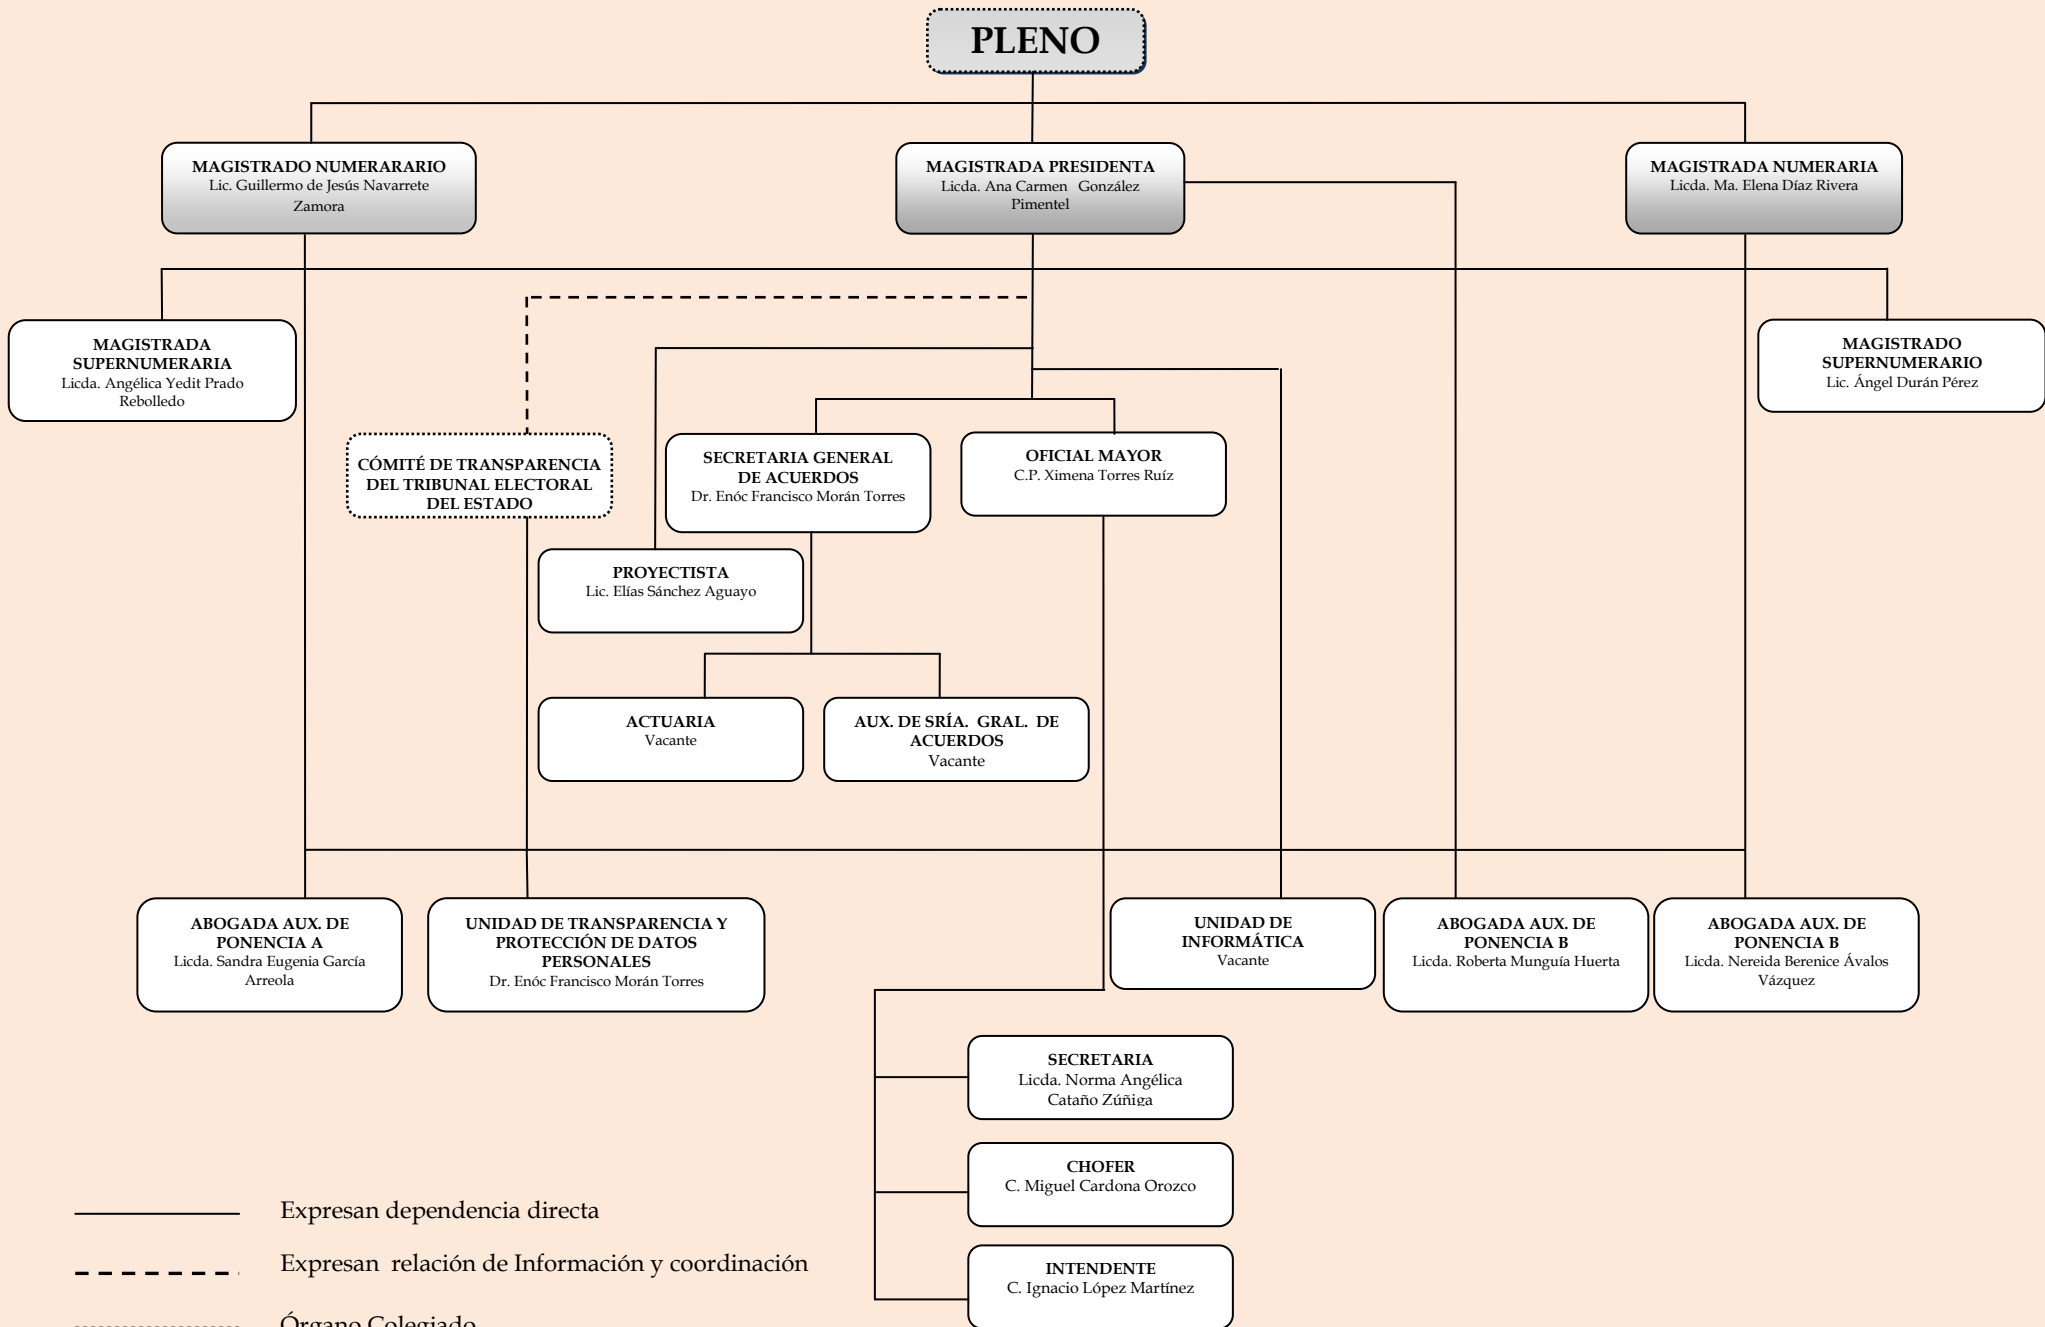 PLENO
MAGISTRADO NUMERARARIO
Lic. Guillermo de Jesús Navarrete
Zamora
MAGISTRADA PRESIDENTA
Licda. Ana Carmen González
Pimentel
MAGISTRADA NUMERARIA
Licda. Ma. Elena Díaz Rivera
MAGISTRADA
SUPERNUMERARIA
Licda. Angélica Yedit Prado
Rebolledo
MAGISTRADO
SUPERNUMERARIO
Lic. Ángel Durán Pérez
CÓMITÉ DE TRANSPARENCIA
DEL TRIBUNAL ELECTORAL
DEL ESTADO
SECRETARIA GENERAL
DE ACUERDOS
Dr. Enóc Francisco Morán Torres
OFICIAL MAYOR
C.P. Ximena Torres Ruíz
PROYECTISTA
Lic. Elías Sánchez Aguayo
ACTUARIA
Vacante
AUX. DE SRÍA. GRAL. DE
ACUERDOS
Vacante
ABOGADA AUX. DE
PONENCIA A
Licda. Sandra Eugenia García
Arreola
UNIDAD DE TRANSPARENCIA Y
PROTECCIÓN DE DATOS
PERSONALES
Dr. Enóc Francisco Morán Torres
UNIDAD DE
INFORMÁTICA
Vacante
ABOGADA AUX. DE
PONENCIA B
Licda. Roberta Munguía Huerta
ABOGADA AUX. DE
PONENCIA B
Licda. Nereida Berenice Ávalos
Vázquez
SECRETARIA
Licda. Norma Angélica
Cataño Zúñiga
CHOFER
C. Miguel Cardona Orozco
INTENDENTE
C. Ignacio López Martínez
Expresan dependencia directa
Expresan relación de Información y coordinación
Órgano Colegiado